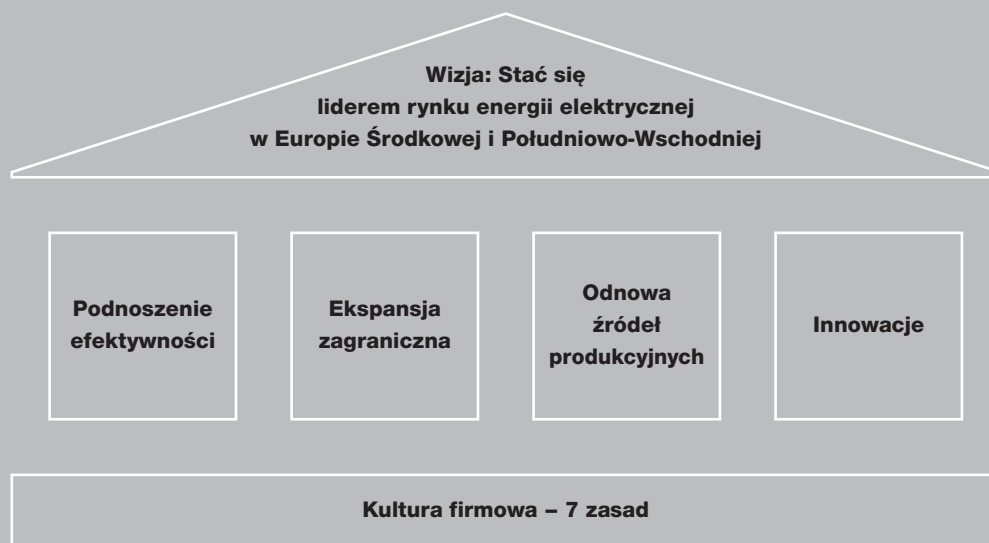 Wizja: Stać się
liderem rynku energii elektrycznej
w Europie Środkowej i Południowo-Wschodniej
Podnoszenie
efektywności
Ekspansja
zagraniczna
Odnowa
źródeł
produkcyjnych
Innowacje
Kultura firmowa – 7 zasad